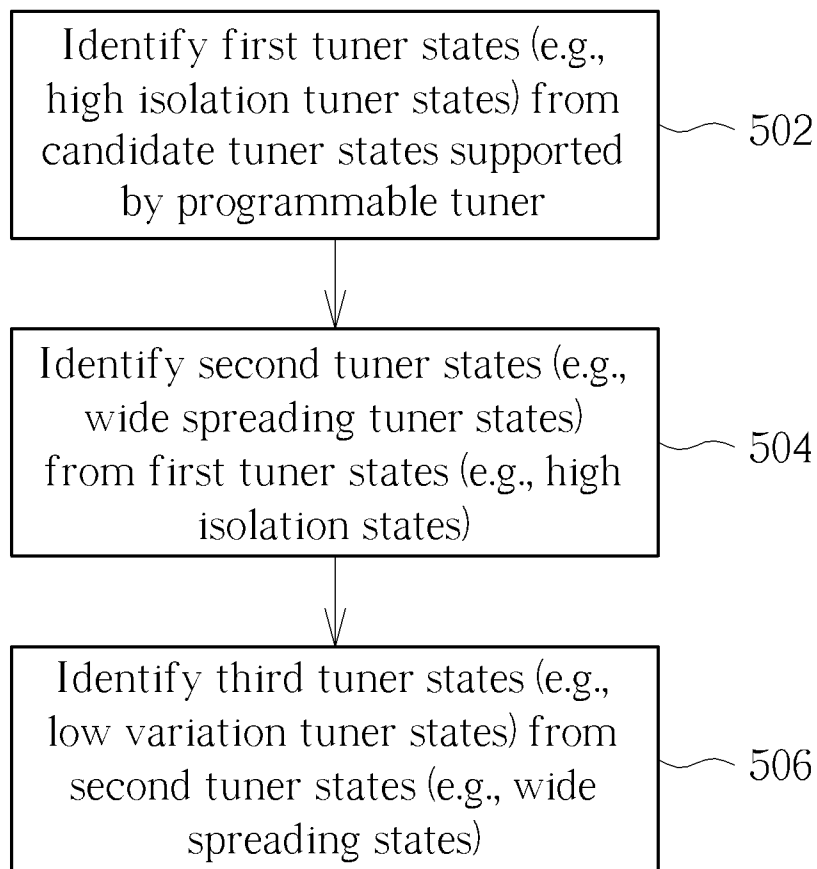 Identify first tuner states (e.g.,
high isolation tuner states) from
candidate tuner states supported
by programmable tuner
502
Identify second tuner states (e.g.,
wide spreading tuner states)
from first tuner states (e.g., high
isolation states)
504
Identify third tuner states (e.g.,
low variation tuner states) from
second tuner states (e.g., wide
spreading states)
506